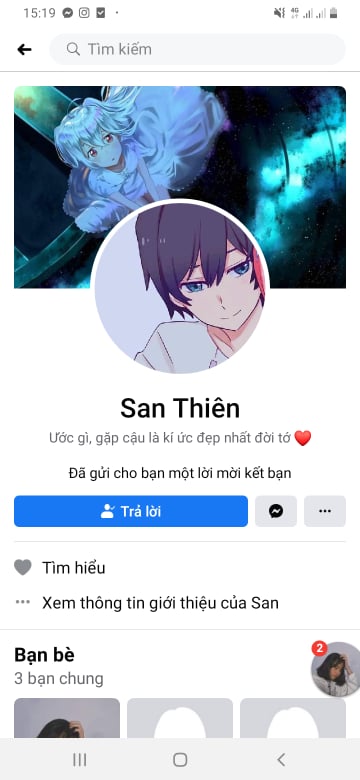 15:19
4G
Tìm kiếm
San Thiên
Ước gì, gặp cậu là kí ức đẹp nhất đời tớ
Đã gửi cho bạn một lời mời kết bạn
Trả lời
Tìm hiểu
Xem thông tin giới thiệu của San
Bạn bè
2
3 bạn chung